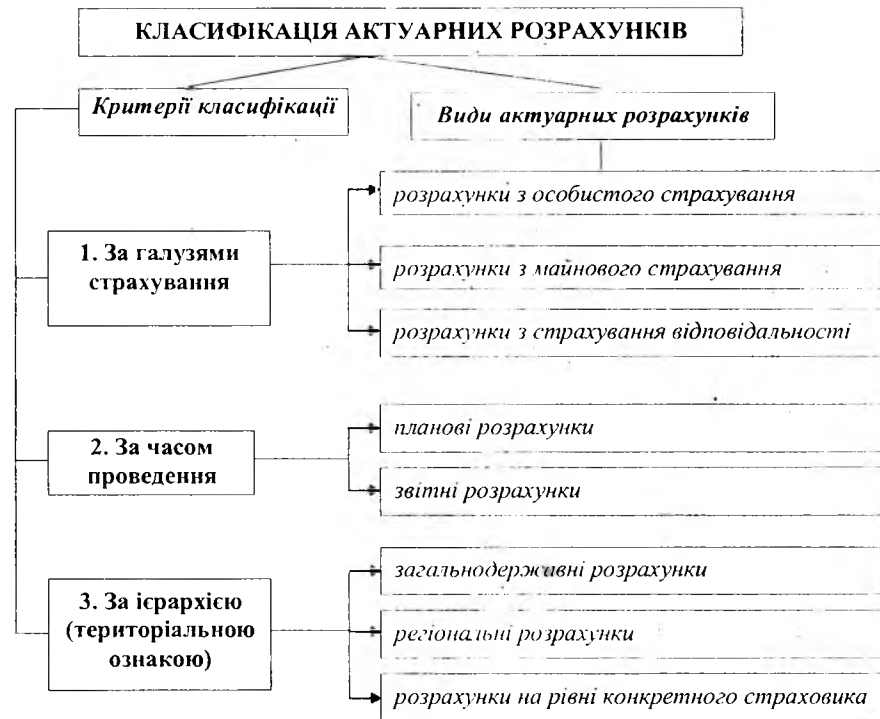 КЛАСИФІКАЦІЯ АКТУАРНИХ РОЗРАХУНКІВ
Критерії класифікації
Види актуарних розрахунків
1. За галузями
страхування
розрахунки з особистого страхування
розрахунки з майнового страхування
розрахунки з страхування відповідальності
2. За часом
проведення
планові розрахунки
звітні розрахунки
3. За ієрархією
(територіальною
ознакою)
загальнодержавні розрахунки
регіональні розрахунки
розрахунки на рівні конкретного страховика